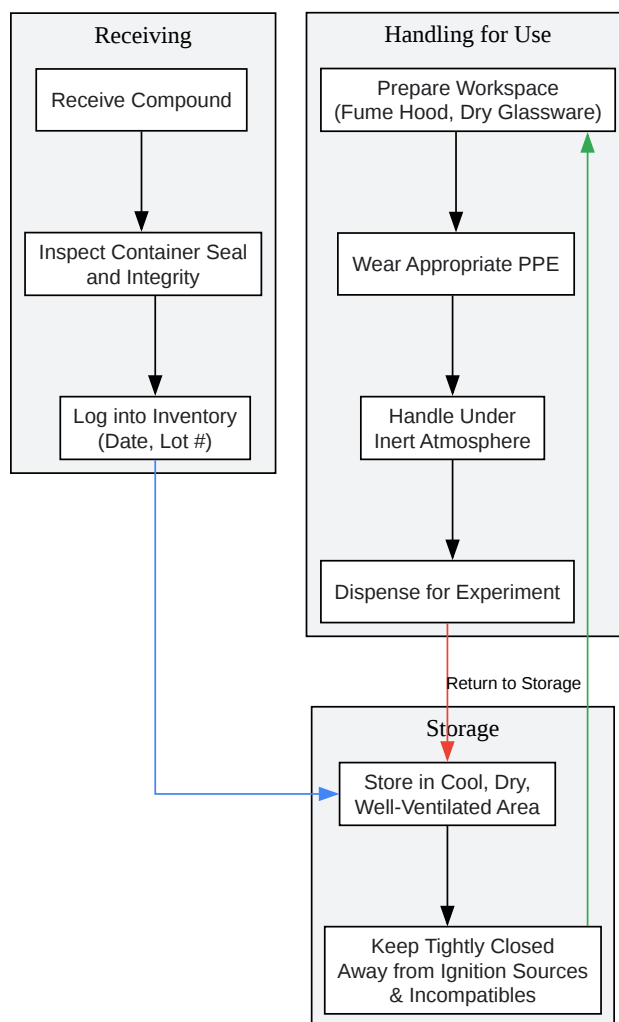 Receiving
Receive Compound
Inspect Container Seal
and Integrity
Log into Inventory
(Date, Lot #)
Handling for Use
Prepare Workspace
(Fume Hood, Dry Glassware)
Wear Appropriate PPE
Handle Under
Inert Atmosphere
Dispense for Experiment
Return to Storage
Storage
Store in Cool, Dry,
Well-Ventilated Area
Keep Tightly Closed
Away from Ignition Sources
& Incompatibles